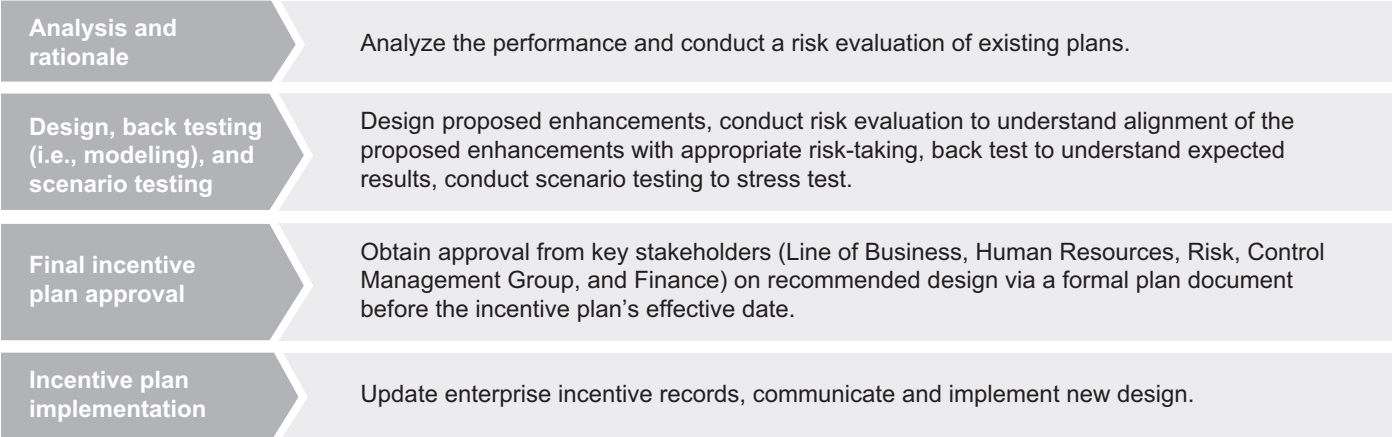 Analysis and
rationale
Analyze the performance and conduct a risk evaluation of existing plans.
Design, back testing
(i.e., modeling), and
scenario testing
Design proposed enhancements, conduct risk evaluation to understand alignment of the
proposed enhancements with appropriate risk-taking, back test to understand expected
results, conduct scenario testing to stress test.
Final incentive
plan approval
Obtain approval from key stakeholders (Line of Business, Human Resources, Risk, Control
Management Group, and Finance) on recommended design via a formal plan document
before the incentive plan’s effective date.
Incentive plan
implementation
Update enterprise incentive records, communicate and implement new design.